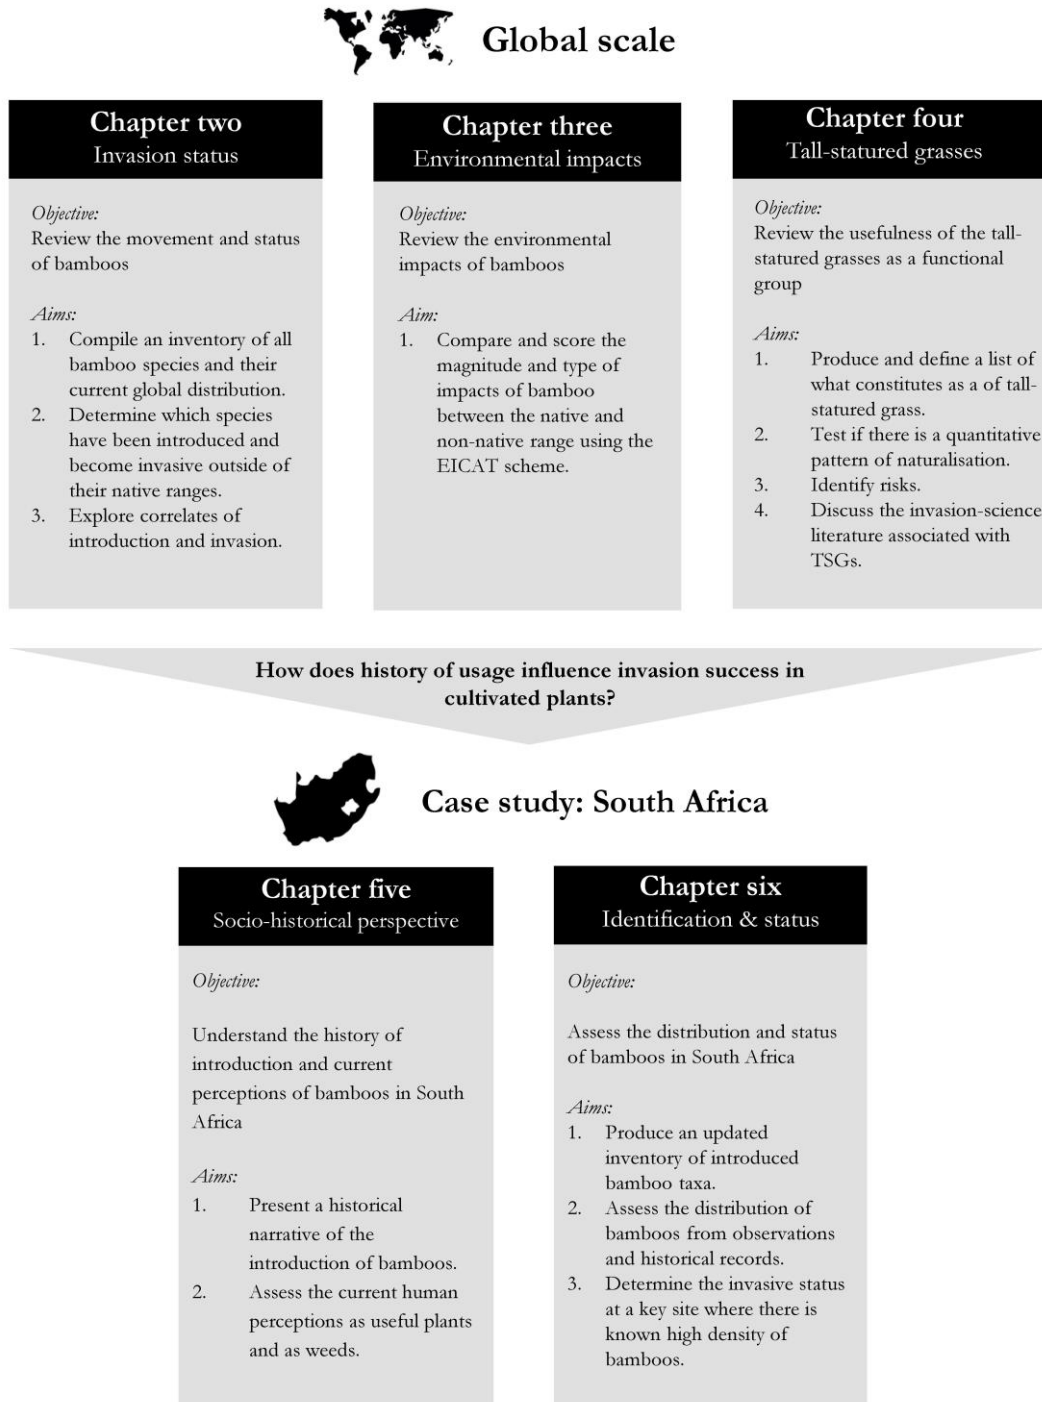 Global scale
Chapter two
Invasion status
Objective:
Review the movement and status
of bamboos
Aims:
1. Compile an inventory of all
bamboo species and their
current global distribution.
2. Determine which species
have been introduced and
become invasive outside of
their native ranges.
3. Explore correlates of
introduction and invasion.
Chapter three
Environmental impacts
Objective:
Review the environmental
impacts of bamboos
Aim:
1. Compare and score the
magnitude and type of
impacts of bamboo
between the native and
non-native range using the
EICAT scheme.
Chapter four
Tall-statured grasses
Objective:
Review the usefulness of the tall-
statured grasses as a functional
group
Aims:
1. Produce and define a list of
what constitutes as a of tall-
statured grass.
2. Test if there is a quantitative
pattern of naturalisation.
3. Identify risks.
4. Discuss the invasion-science
literature associated with
TSGs.
How does history of usage influence invasion success in
cultivated plants?
Case study: South Africa
Chapter five
Socio-historical perspective
Objective:
Understand the history of
introduction and current
perceptions of bamboos in South
Africa
Aims:
1. Present a historical
narrative of the
introduction of bamboos.
2. Assess the current human
perceptions as useful plants
and as weeds.
Chapter six
Identification & status
Objective:
Assess the distribution and status
of bamboos in South Africa
Aims:
1. Produce an updated
inventory of introduced
bamboo taxa.
2. Assess the distribution of
bamboos from observations
and historical records.
3. Determine the invasive status
at a key site where there is
known high density of
bamboos.